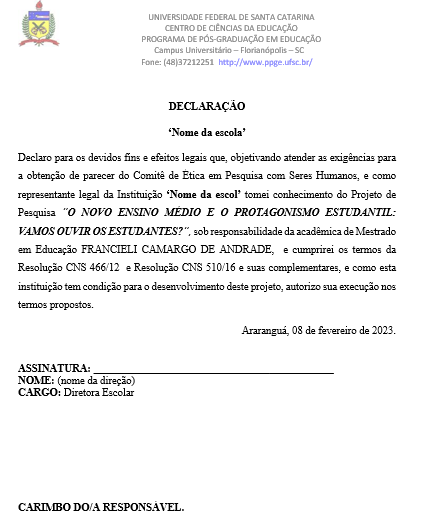 UNIVERSIDADE FEDERAL DE SANTA CATARINA
CENTRO DE CIÊNCIAS DA EDUCAÇÃO
PROGRAMA DE PÓS-GRADUAÇÃO EM EDUCAÇÃO
Campus Universitário – Florianópolis – SC
Fone: (48)37212251 http://www.ppge.ufsc.br/
DECLARAÇÃO
‘Nome da escola’
Declaro para os devidos fins e efeitos legais que, objetivando atender as exigências para
a obtenção de parecer do Comitê de Ética em Pesquisa com Seres Humanos, e como
representante legal da Instituição ‘Nome da escol’ tomei conhecimento do Projeto de
Pesquisa "O NOVO ENSINO MÉDIO E O PROTAGONISMO ESTUDANTIL:
VAMOS OUVIR OS ESTUDANTES?", sob responsabilidade da acadêmica de Mestrado
em Educação FRANCIELI CAMARGO DE ANDRADE, e cumprirei os termos da
Resolução CNS 466/12 e Resolução CNS 510/16 e suas complementares, e como esta
instituição tem condição para o desenvolvimento deste projeto, autorizo sua execução nos
termos propostos.
Araranguá, 08 de fevereiro de 2023.
ASSINATURA: ____________________________________________
NOME: (nome da direção)
CARGO: Diretora Escolar
CARIMBO DO/A RESPONSÁVEL.